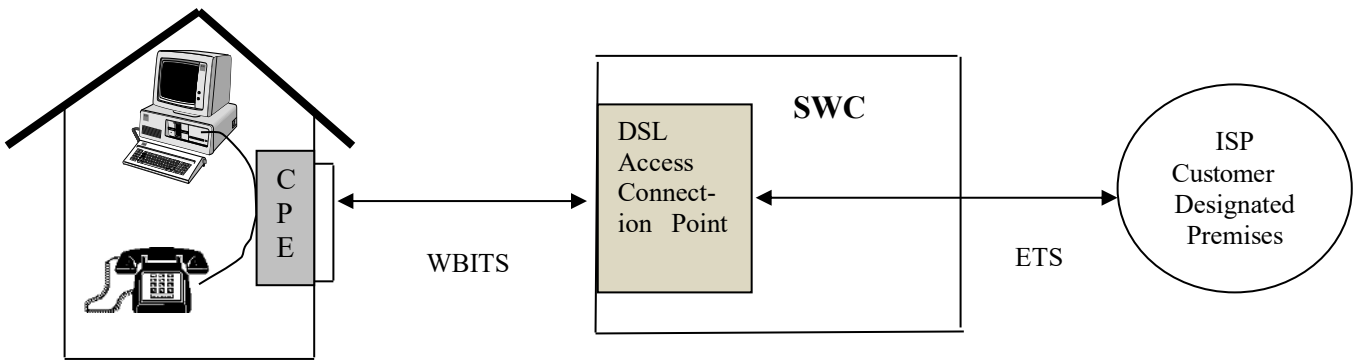 C
P
E
WBITS
DSL
Access
Connect-
ion Point
SWC
ETS
ISP
Customer
Designated
Premises